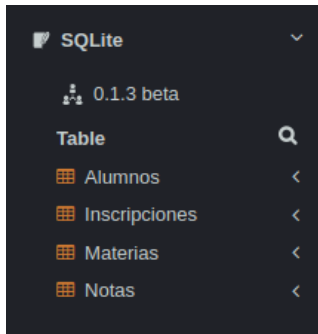 SQLite
0.1.3 beta
Table
Alumnos
Inscripciones
Materias
Notas